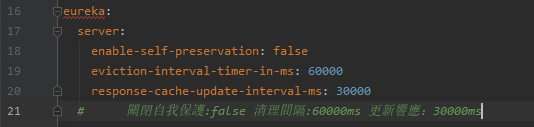 16 eureka:
17 server:
18 enable-self-preservation: false
19 eviction-interval-timer-in-ms: 60000
20 response-cache-update-interval-ms: 30000
21 # 關閉自我保護:false 清理間隔:60000ms 更新響應：30000ms